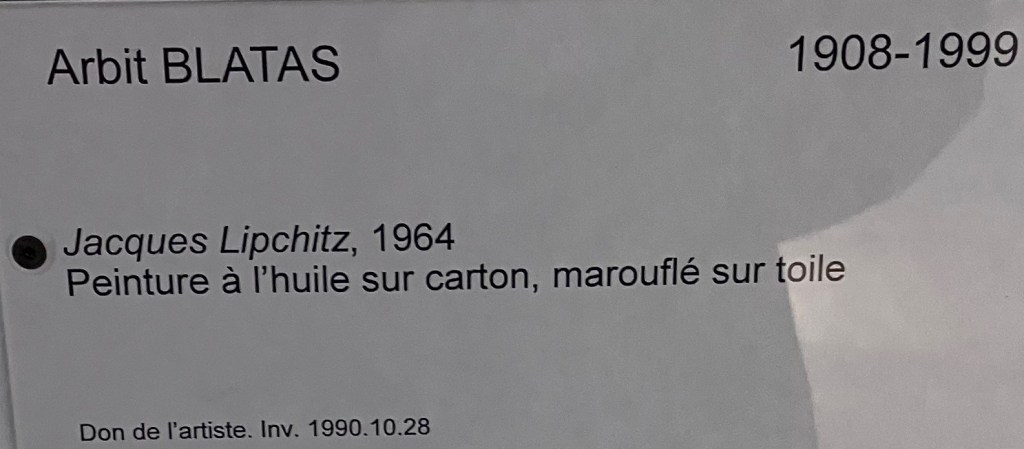 Arbit BLATAS 1908-1999
Jacques Lipchitz, 1964
Peinture à l'huile sur carton, marouflé sur toile
Don de l'artiste. Inv. 1990.10.28